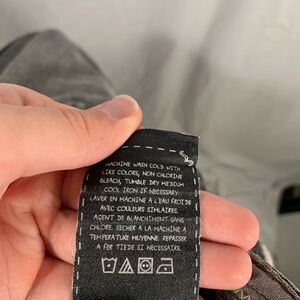 MACHINE WASH COLD WITH
LIKE COLORS, NON CHLORINE
BLEACH, TUMBLE DRY MEDIUM
COOL IRON IF NECESSARY.
LAVER EN MACHINE A L'EAU FROIDE
AVEC COULEURS SIMILAIRES.
AGENT DE BLANCHIMENT SANS
CHLORE. SECHER A LA MACHINE A
TEMPERATURE MUYENNE. REPASSER
A FER TIEDE SI NECESSAIRE.